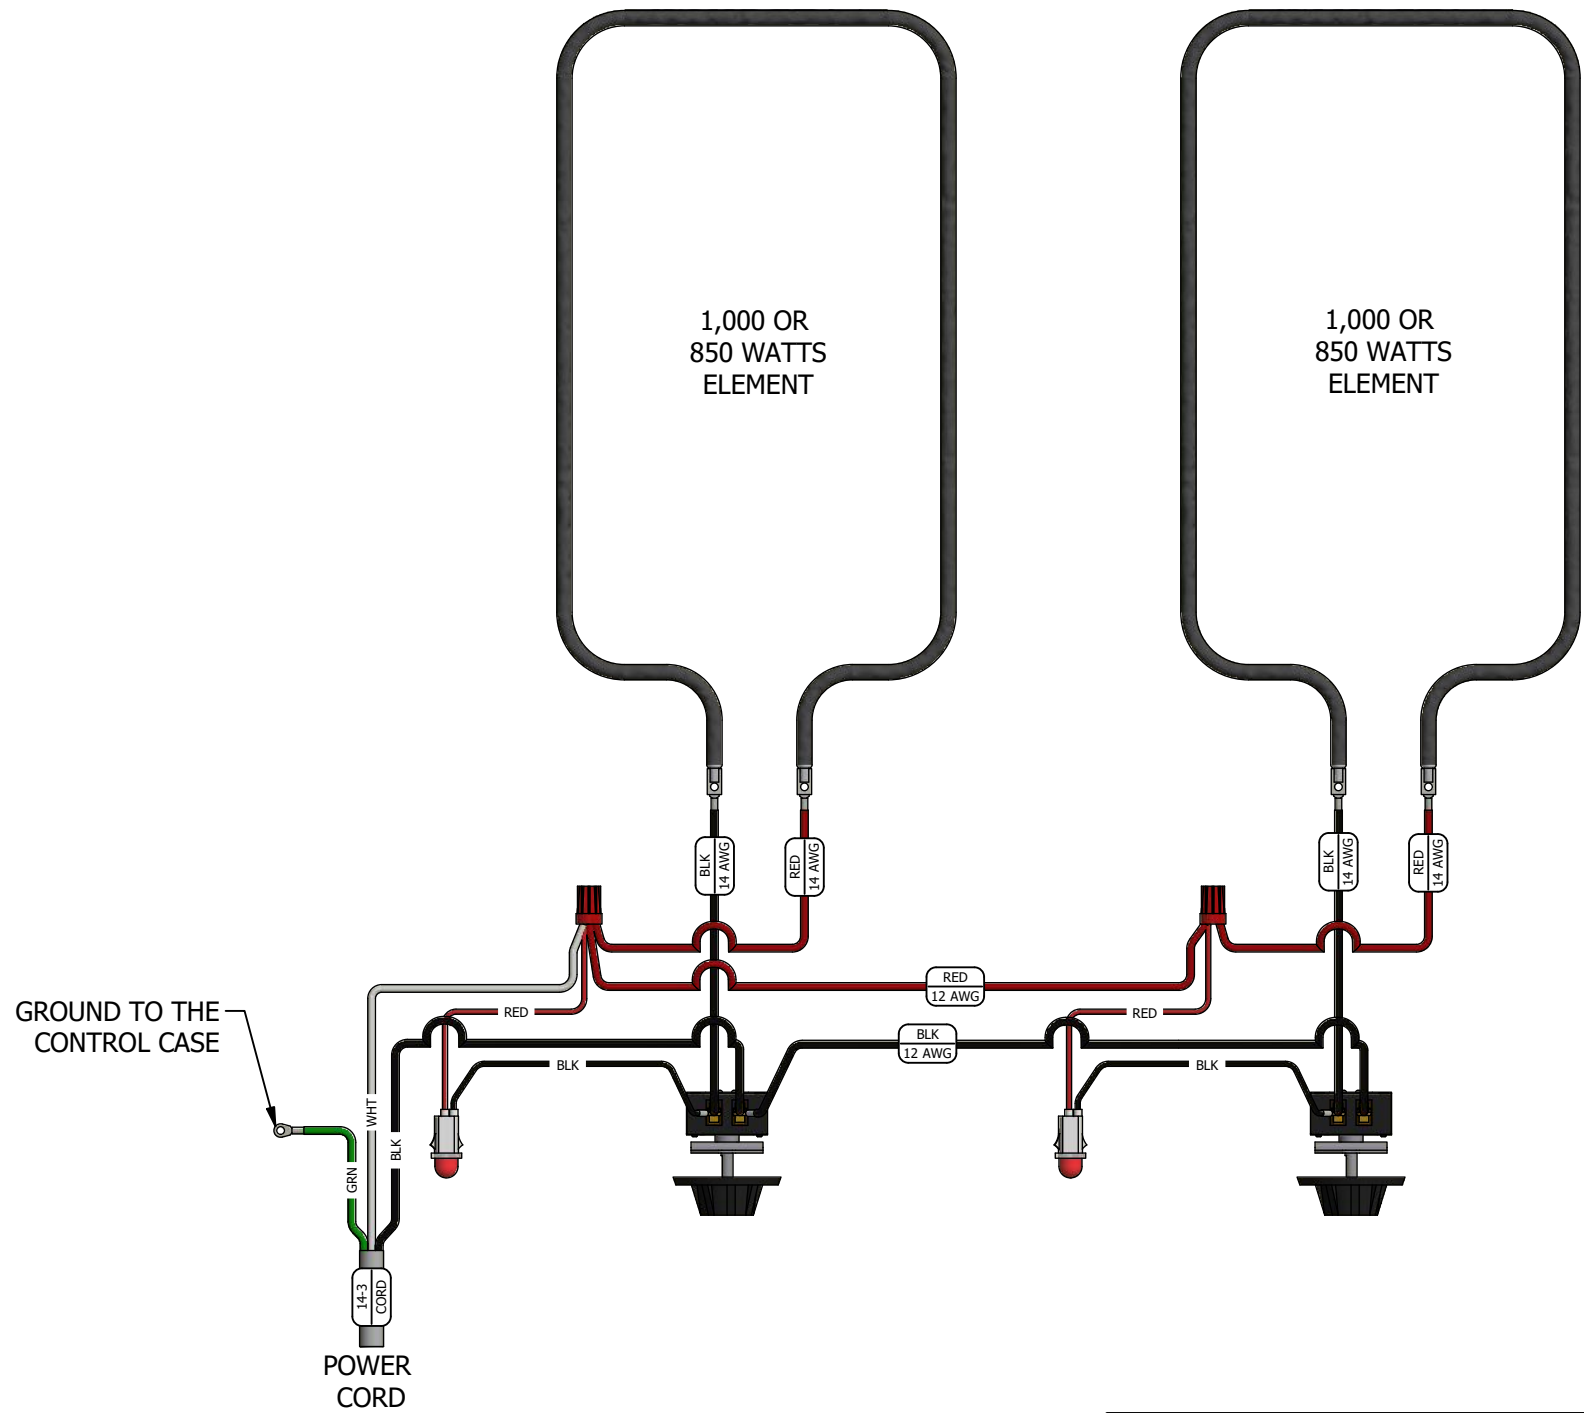 1,000 OR
850 WATTS
ELEMENT
1,000 OR
850 WATTS
ELEMENT
BLK
14 AWG
RED
14 AWG
BLK
14 AWG
RED
14 AWG
RED
12 AWG
RED
RED
BLK
12 AWG
BLK
BLK
GROUND TO THE
CONTROL CASE
WHT
BLK
GRN
14-3
CORD
POWER
CORD